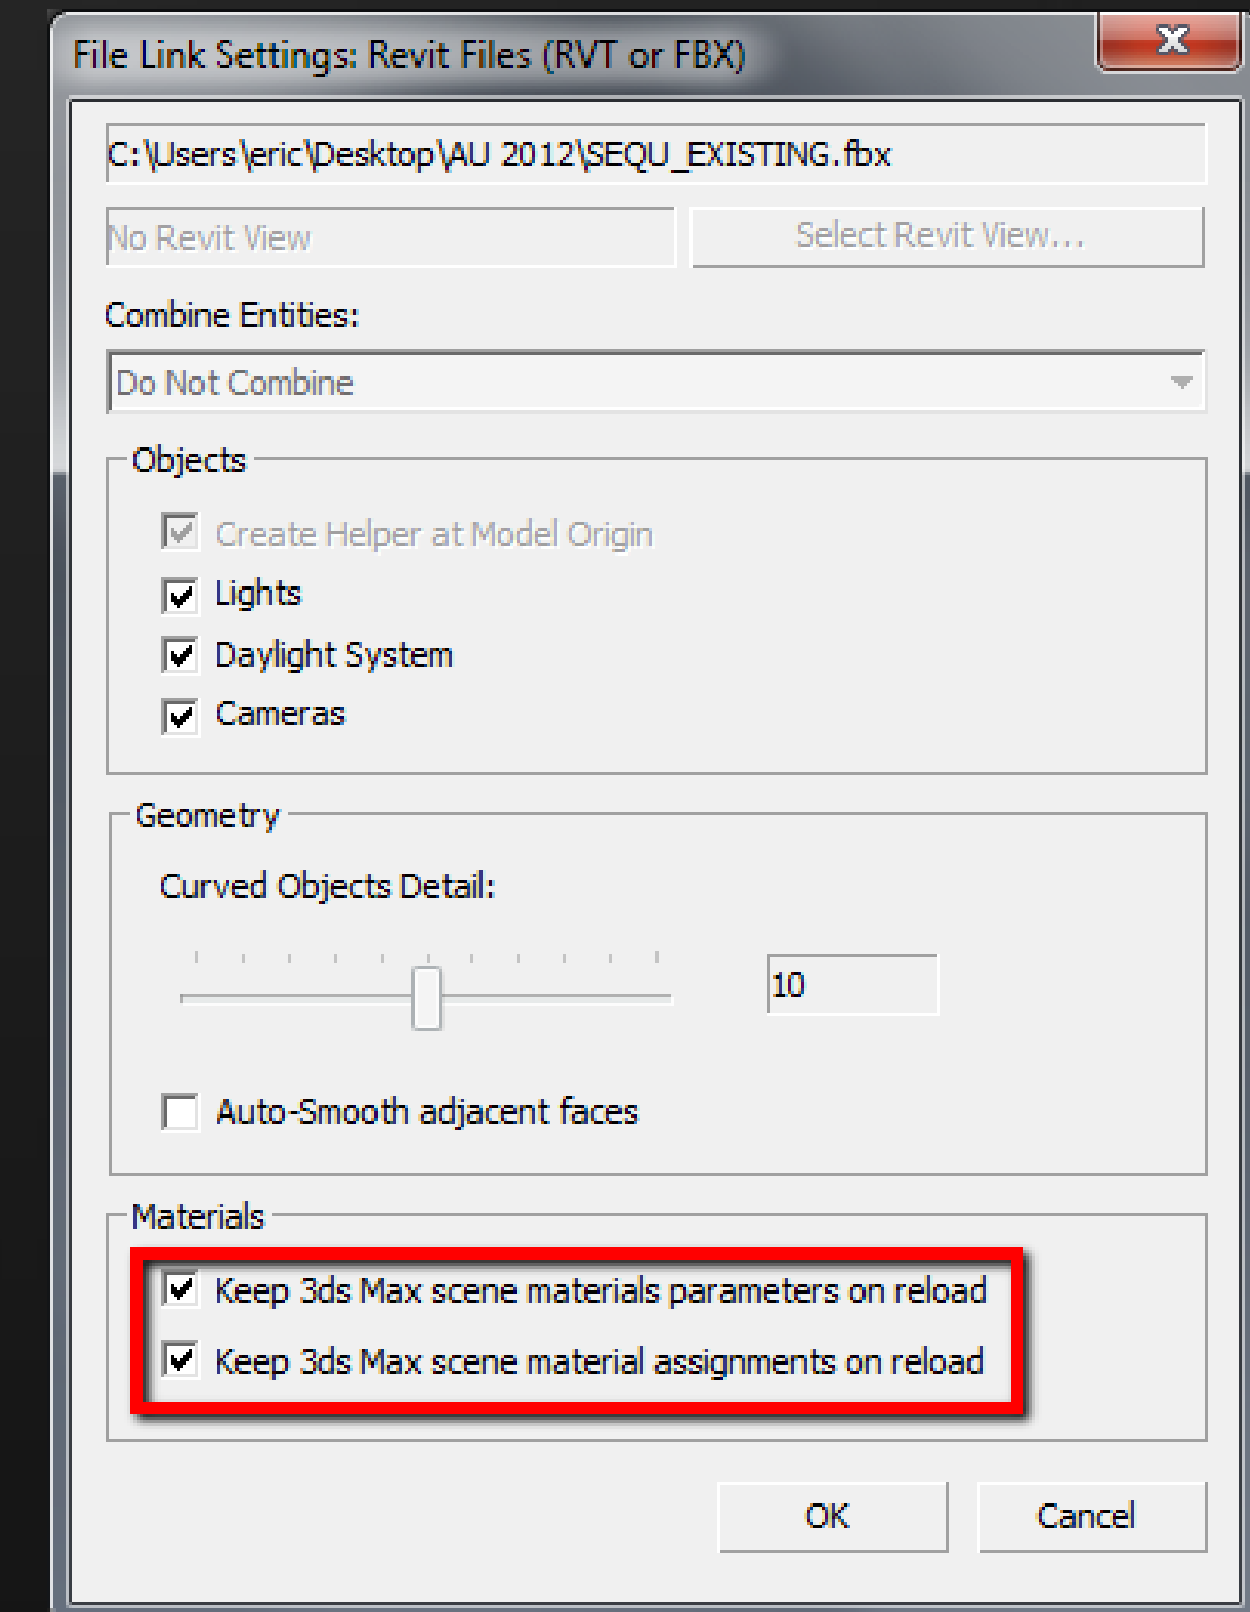 File Link Settings: Revit Files (RVT or FBX)
C:\Users\eric\Desktop\AU 2012\SEQU_EXISTING.fbx
No Revit View
Select Revit View...
Combine Entities:
Do Not Combine
Objects
Create Helper at Model Origin
Lights
Daylight System
Cameras
Geometry
Curved Objects Detail:
10
Auto-Smooth adjacent faces
Materials
Keep 3ds Max scene materials parameters on reload
Keep 3ds Max scene material assignments on reload
OK
Cancel